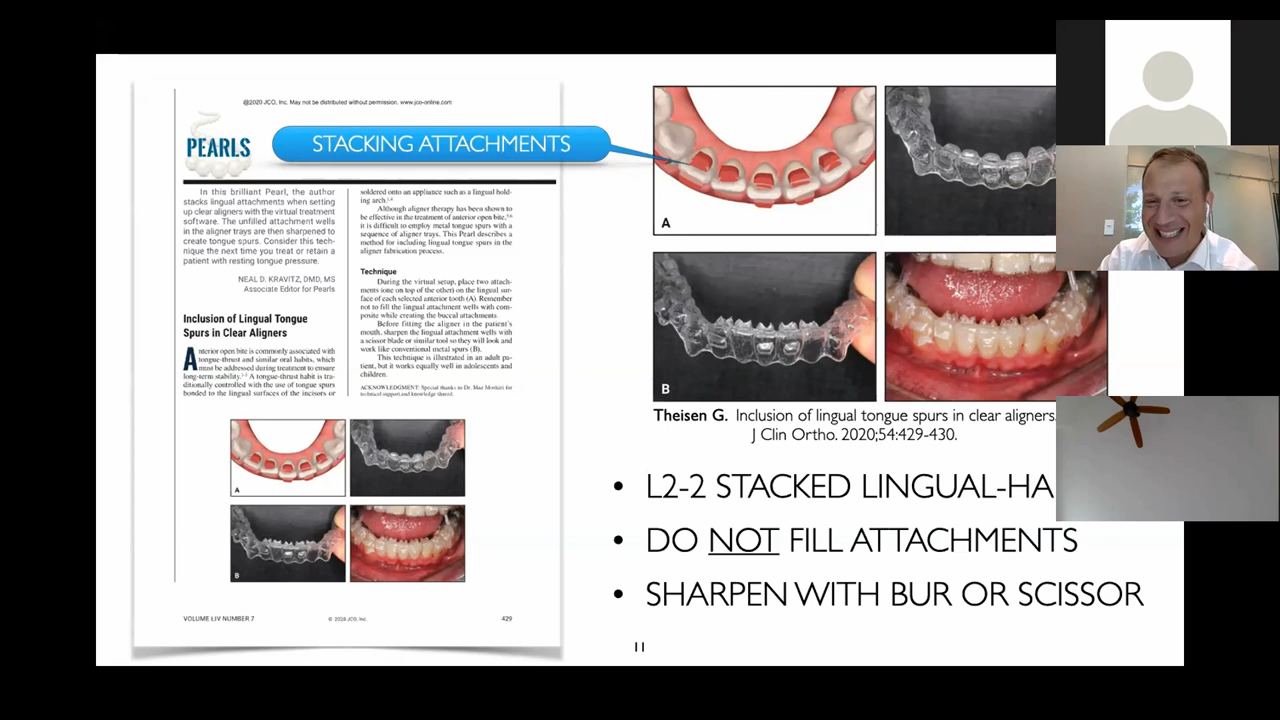 @2020 JCO, Inc. May not be distributed without permission. www.jco-online.com
PEARLS
STACKING ATTACHMENTS
In this brilliant Pearl, the author
stacks lingual attachments when setting
up clear aligners with the virtual treatment
software. The unfilled attachment wells
in the aligner trays are then sharpened to
create tongue spurs. Consider this tech-
nique the next time you treat or retain a
patient with resting tongue pressure.
NEAL D. KRAVITZ, DMD, MS
Associate Editor for Pearls
Inclusion of Lingual Tongue
Spurs in Clear Aligners
Anterior open bite is commonly associated with
tongue-thrust and similar oral habits, which
must be addressed during treatment to ensure
long-term stability.
A tongue-thrust habit is tra-
ditionally controlled with the use of tongue spurs
bonded to the lingual surfaces of the incisors or
soldered onto an appliance such as a lingual hold-
ing arch.
Although aligner therapy has been shown to
be effective in the treatment of anterior open bite,
it is difficult to employ metal tongue spurs with a
sequence of aligner trays. This Pearl describes a
method for including lingual tongue spurs in the
aligner fabrication process.
Technique
During the virtual setup, place two attach-
ments (one on top of the other) on the lingual sur-
face of each selected anterior tooth (A). Remember
not to fill the lingual attachment wells with com-
posite while creating the buccal attachments.
Before fitting the aligner in the patient's
mouth, sharpen the lingual attachment wells with
a scissor blade or similar tool so they will look and
work like conventional metal spurs (B).
This technique is illustrated in an adult pa-
tient, but it works equally well in adolescents and
children.
ACKNOWLEDGMENT: Special thanks to Dr. Maz Moshiri for
technical support and knowledge shared.
A
B
VOLUME LIV NUMBER 7
© 2020 JCO, Inc.
429
A
B
Theisen G. Inclusion of lingual tongue spurs in clear aligners.
J Clin Ortho. 2020;54:429-430.
• L2-2 STACKED LINGUAL-HA
• DO NOT FILL ATTACHMENTS
• SHARPEN WITH BUR OR SCISSOR
11